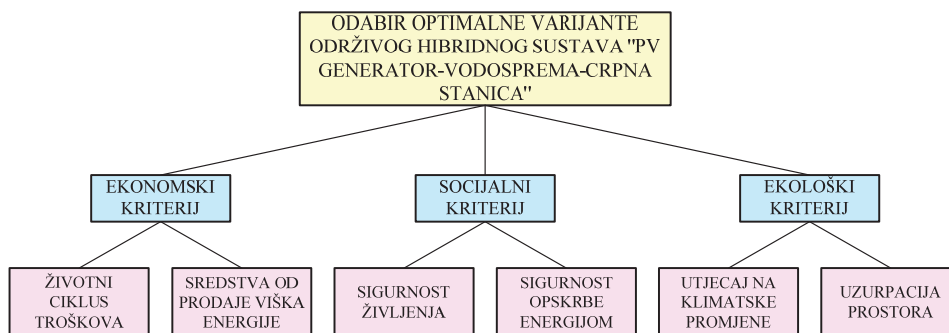 ODABIR OPTIMALNE VARIJANTE
ODRŽIVOG HIBRIDNOG SUSTAVA "PV
GENERATOR-VODOSPREMA-CRPNA
STANICA"
EKONOMSKI
KRITERIJ
SOCIJALNI
KRITERIJ
EKOLOŠKI
KRITERIJ
ŽIVOTNI
CIKLUS
TROŠKOVA
SREDSTVA OD
PRODAJE VIŠKA
ENERGIJE
SIGURNOST
ŽIVLJENJA
SIGURNOST
OPSKRBE
ENERGIJOM
UTJECAJ NA
KLIMATSKE
PROMJENE
UZURPACIJA
PROSTORA